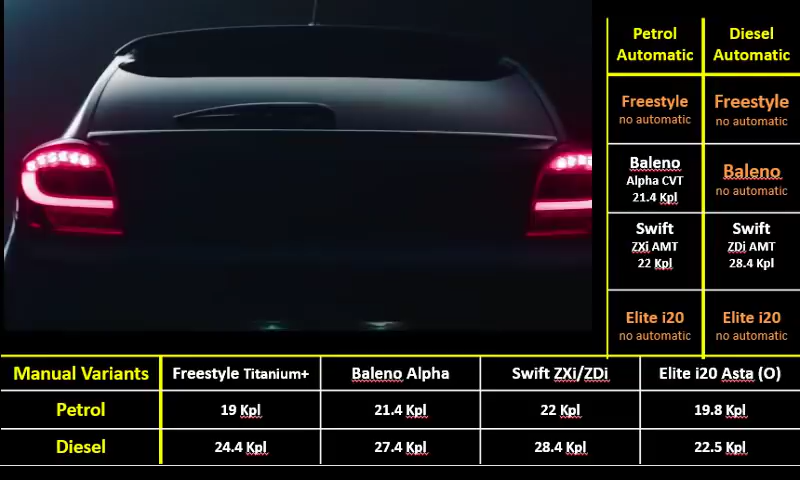 Petrol Automatic Diesel Automatic
Freestyle no automatic Freestyle no automatic
Baleno Alpha CVT 21.4 Kpl Baleno no automatic
Swift ZXi AMT 22 Kpl Swift ZDi AMT 28.4 Kpl
Elite i20 no automatic Elite i20 no automatic
Manual Variants Freestyle Titanium+ Baleno Alpha Swift ZXi/ZDi Elite i20 Asta (O)
Petrol 19 Kpl 21.4 Kpl 22 Kpl 19.8 Kpl
Diesel 24.4 Kpl 27.4 Kpl 28.4 Kpl 22.5 Kpl